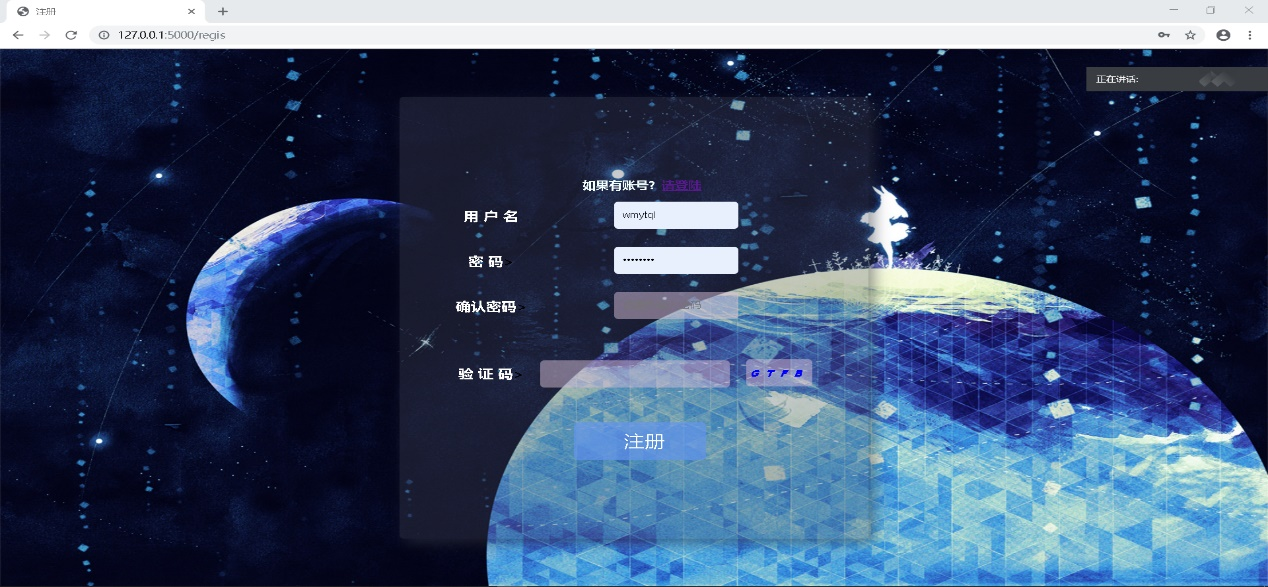 注册
127.0.0.1:5000/regis
正在讲话:
如果有账号? 请登陆
用 户 名 wmytql
密 码 > ••••••••
确认密码 >
验 证 码 > G T F B
注册